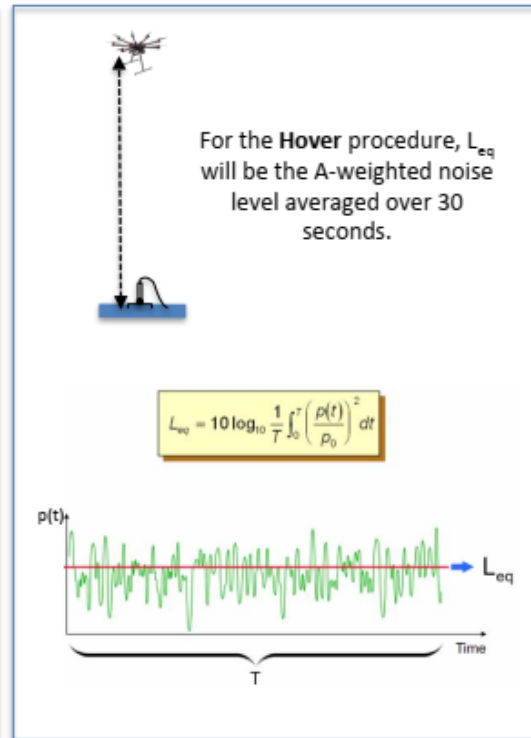 For the Hover procedure, Leq
will be the A-weighted noise
level averaged over 30
seconds.
Leq = 10 log10 1/T ∫0T (p(t)/p0)2 dt
p(t)
Leq
Time
T